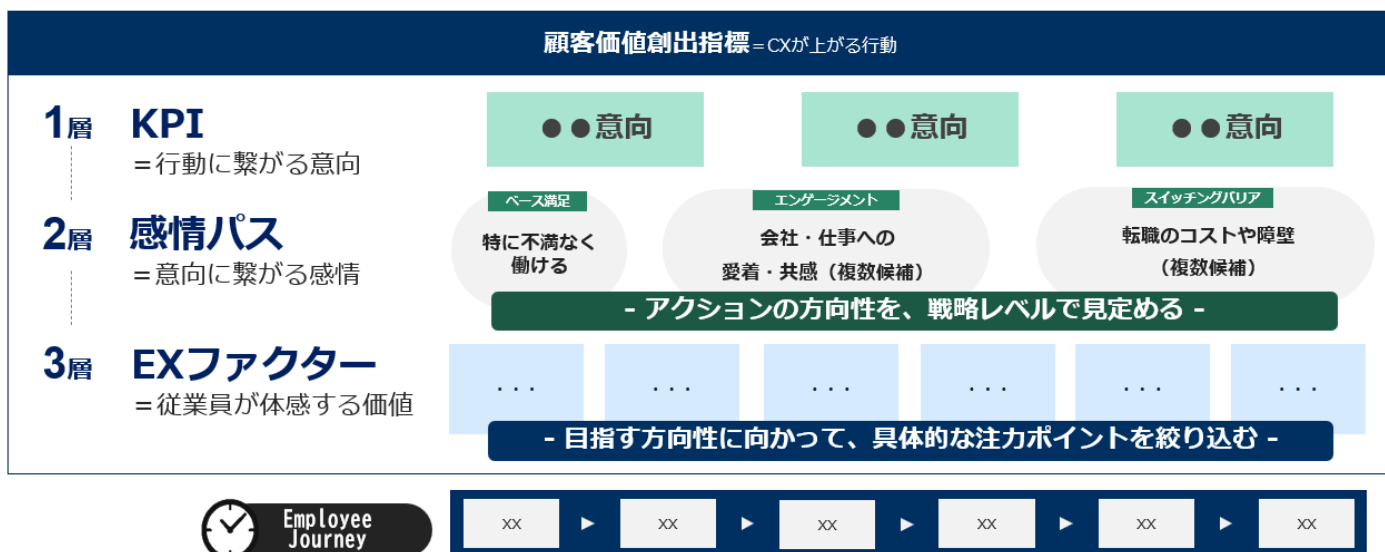 顧客価値創出指標=CXが上がる行動
1層 KPI
=行動に繋がる意向
●●意向 ●●意向 ●●意向
2層 感情パス
=意向に繋がる感情
ベース満足
特に不満なく
働ける
エンゲージメント
会社・仕事への
愛着・共感（複数候補）
スイッチングバリア
転職のコストや障壁
（複数候補）
- アクションの方向性を、戦略レベルで見定める -
3層 EXファクター
=従業員が体感する価値
・・・ ・・・ ・・・ ・・・ ・・・ ・・・
- 目指す方向性に向かって、具体的な注力ポイントを絞り込む -
Employee
Journey
xx ▶ xx ▶ xx ▶ xx ▶ xx ▶ xx